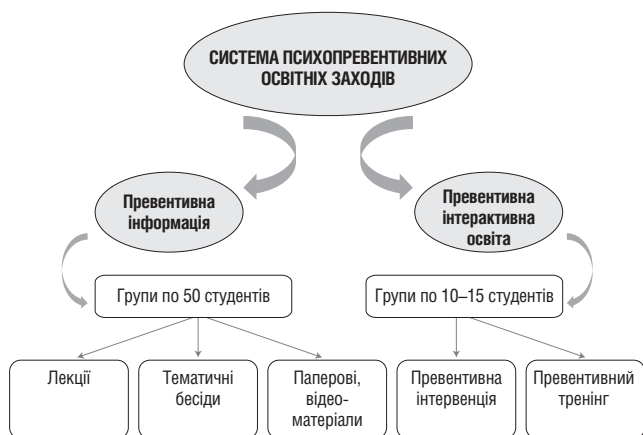 СИСТЕМА ПСИХОПРЕВЕНТИВНИХ
ОСВІТНІХ ЗАХОДІВ
Превентивна
інформація
Превентивна
інтерактивна
освіта
Групи по 50 студентів
Групи по 10–15 студентів
Лекції
Тематичні
бесіди
Паперові,
відео-
матеріали
Превентивна
інтервенція
Превентивний
тренінг